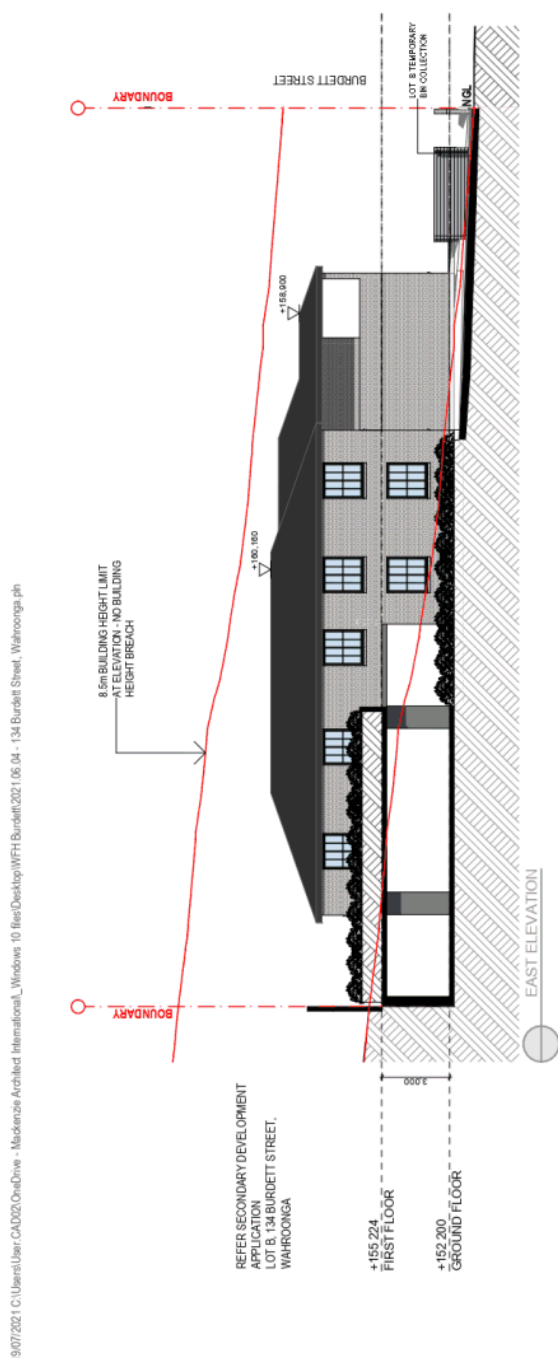 9/07/2021 C:\Users\User.CAD02\OneDrive - Mackenzie Architect International\_Windows 10 files\Desktop\WFH Burdett\2021.06.04 - 134 Burdett Street, Wahroonga.pln
8.5m BUILDING HEIGHT LIMIT
AT ELEVATION - NO BUILDING
HEIGHT BREACH
BOUNDARY
BOUNDARY
BURDETT STREET
+160,160
+158,900
LOT B TEMPORARY
BIN COLLECTION
NGL
REFER SECONDARY DEVELOPMENT
APPLICATION
LOT B, 134 BURDETT STREET,
WAHROONGA
+155 224
FIRST FLOOR
3,000
+152 200
GROUND FLOOR
EAST ELEVATION